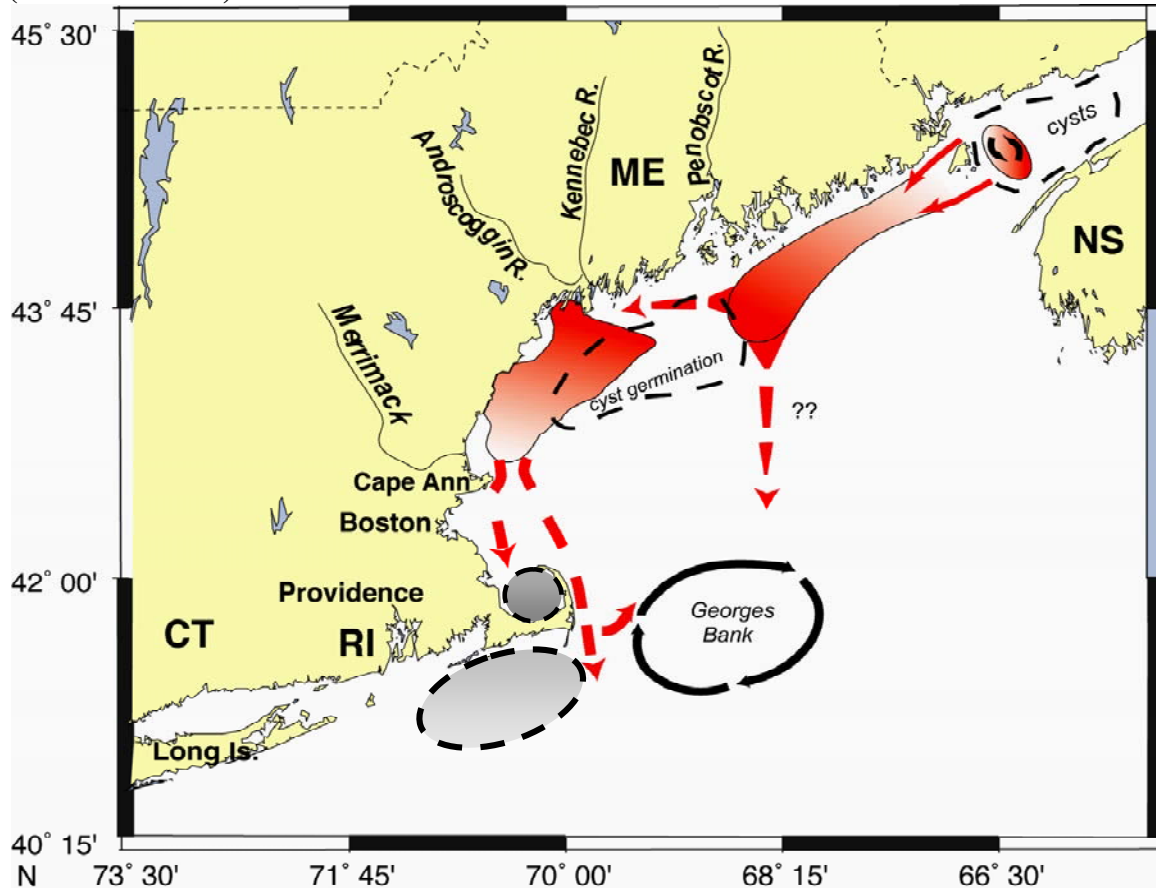 45° 30'
cysts
Penobscot R.
Kennebec R.
ME
Androscoggin R.
NS
43° 45'
Merrimack
cyst germination
??
Cape Ann
Boston
42° 00'
Providence
Georges
Bank
CT
RI
Long Is.
40° 15'
N
73° 30'
71° 45'
70° 00'
68° 15'
66° 30'